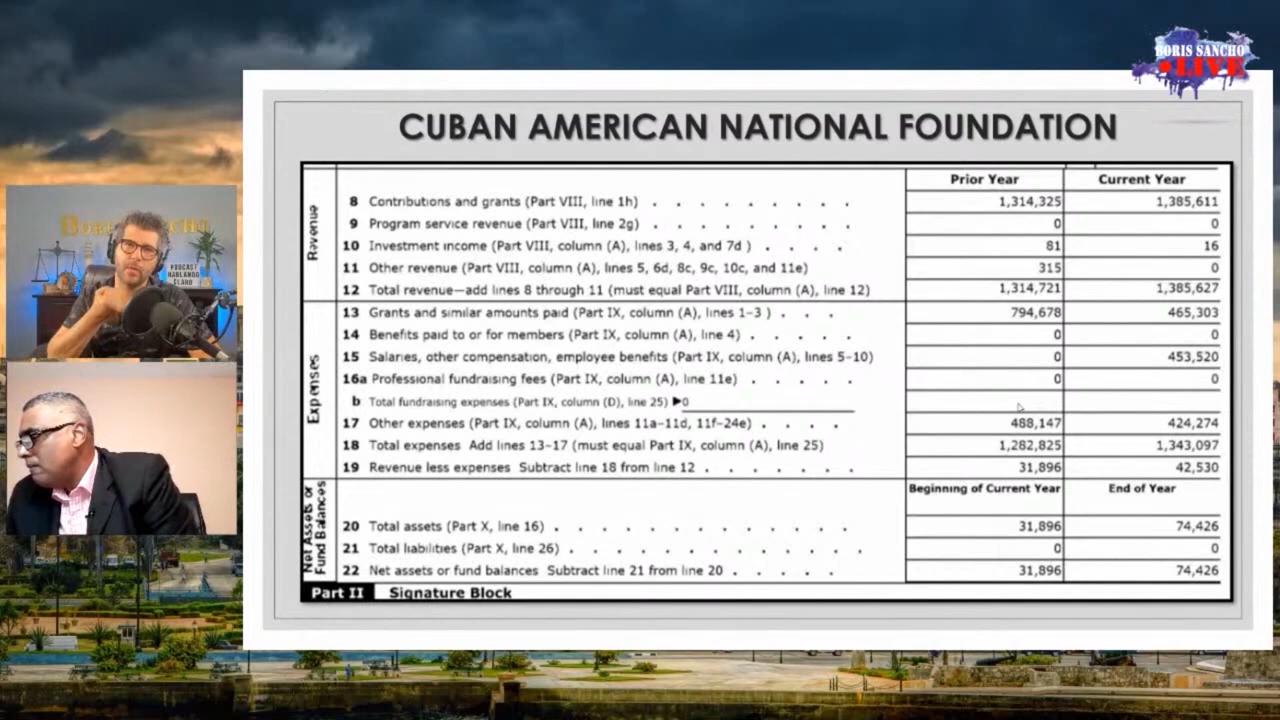 BORIS SANCHO
LIVE
CUBAN AMERICAN NATIONAL FOUNDATION
Prior Year Current Year
Revenue
8 Contributions and grants (Part VIII, line 1h) . . . . . . . . . 1,314,325 1,385,611
9 Program service revenue (Part VIII, line 2g) . . . . . . . . . 0 0
10 Investment income (Part VIII, column (A), lines 3, 4, and 7d ) . . . . 81 16
11 Other revenue (Part VIII, column (A), lines 5, 6d, 8c, 9c, 10c, and 11e) 315 0
12 Total revenue—add lines 8 through 11 (must equal Part VIII, column (A), line 12) 1,314,721 1,385,627
Expenses
13 Grants and similar amounts paid (Part IX, column (A), lines 1–3 ) . . . 794,678 465,303
14 Benefits paid to or for members (Part IX, column (A), line 4) . . . . . 0 0
15 Salaries, other compensation, employee benefits (Part IX, column (A), lines 5–10) 0 453,520
16a Professional fundraising fees (Part IX, column (A), line 11e) . . . . . 0 0
b Total fundraising expenses (Part IX, column (D), line 25) ▶0
17 Other expenses (Part IX, column (A), lines 11a–11d, 11f–24e) . . . . 488,147 424,274
18 Total expenses Add lines 13–17 (must equal Part IX, column (A), line 25) 1,282,825 1,343,097
19 Revenue less expenses Subtract line 18 from line 12 . . . . . . . 31,896 42,530
Net Assets or
Fund Balances
Beginning of Current Year End of Year
20 Total assets (Part X, line 16) . . . . . . . . . . . . . 31,896 74,426
21 Total liabilities (Part X, line 26) . . . . . . . . . . . . . 0 0
22 Net assets or fund balances Subtract line 21 from line 20 . . . . . 31,896 74,426
Part II Signature Block
PODCAST
HABLANDO
CLARO